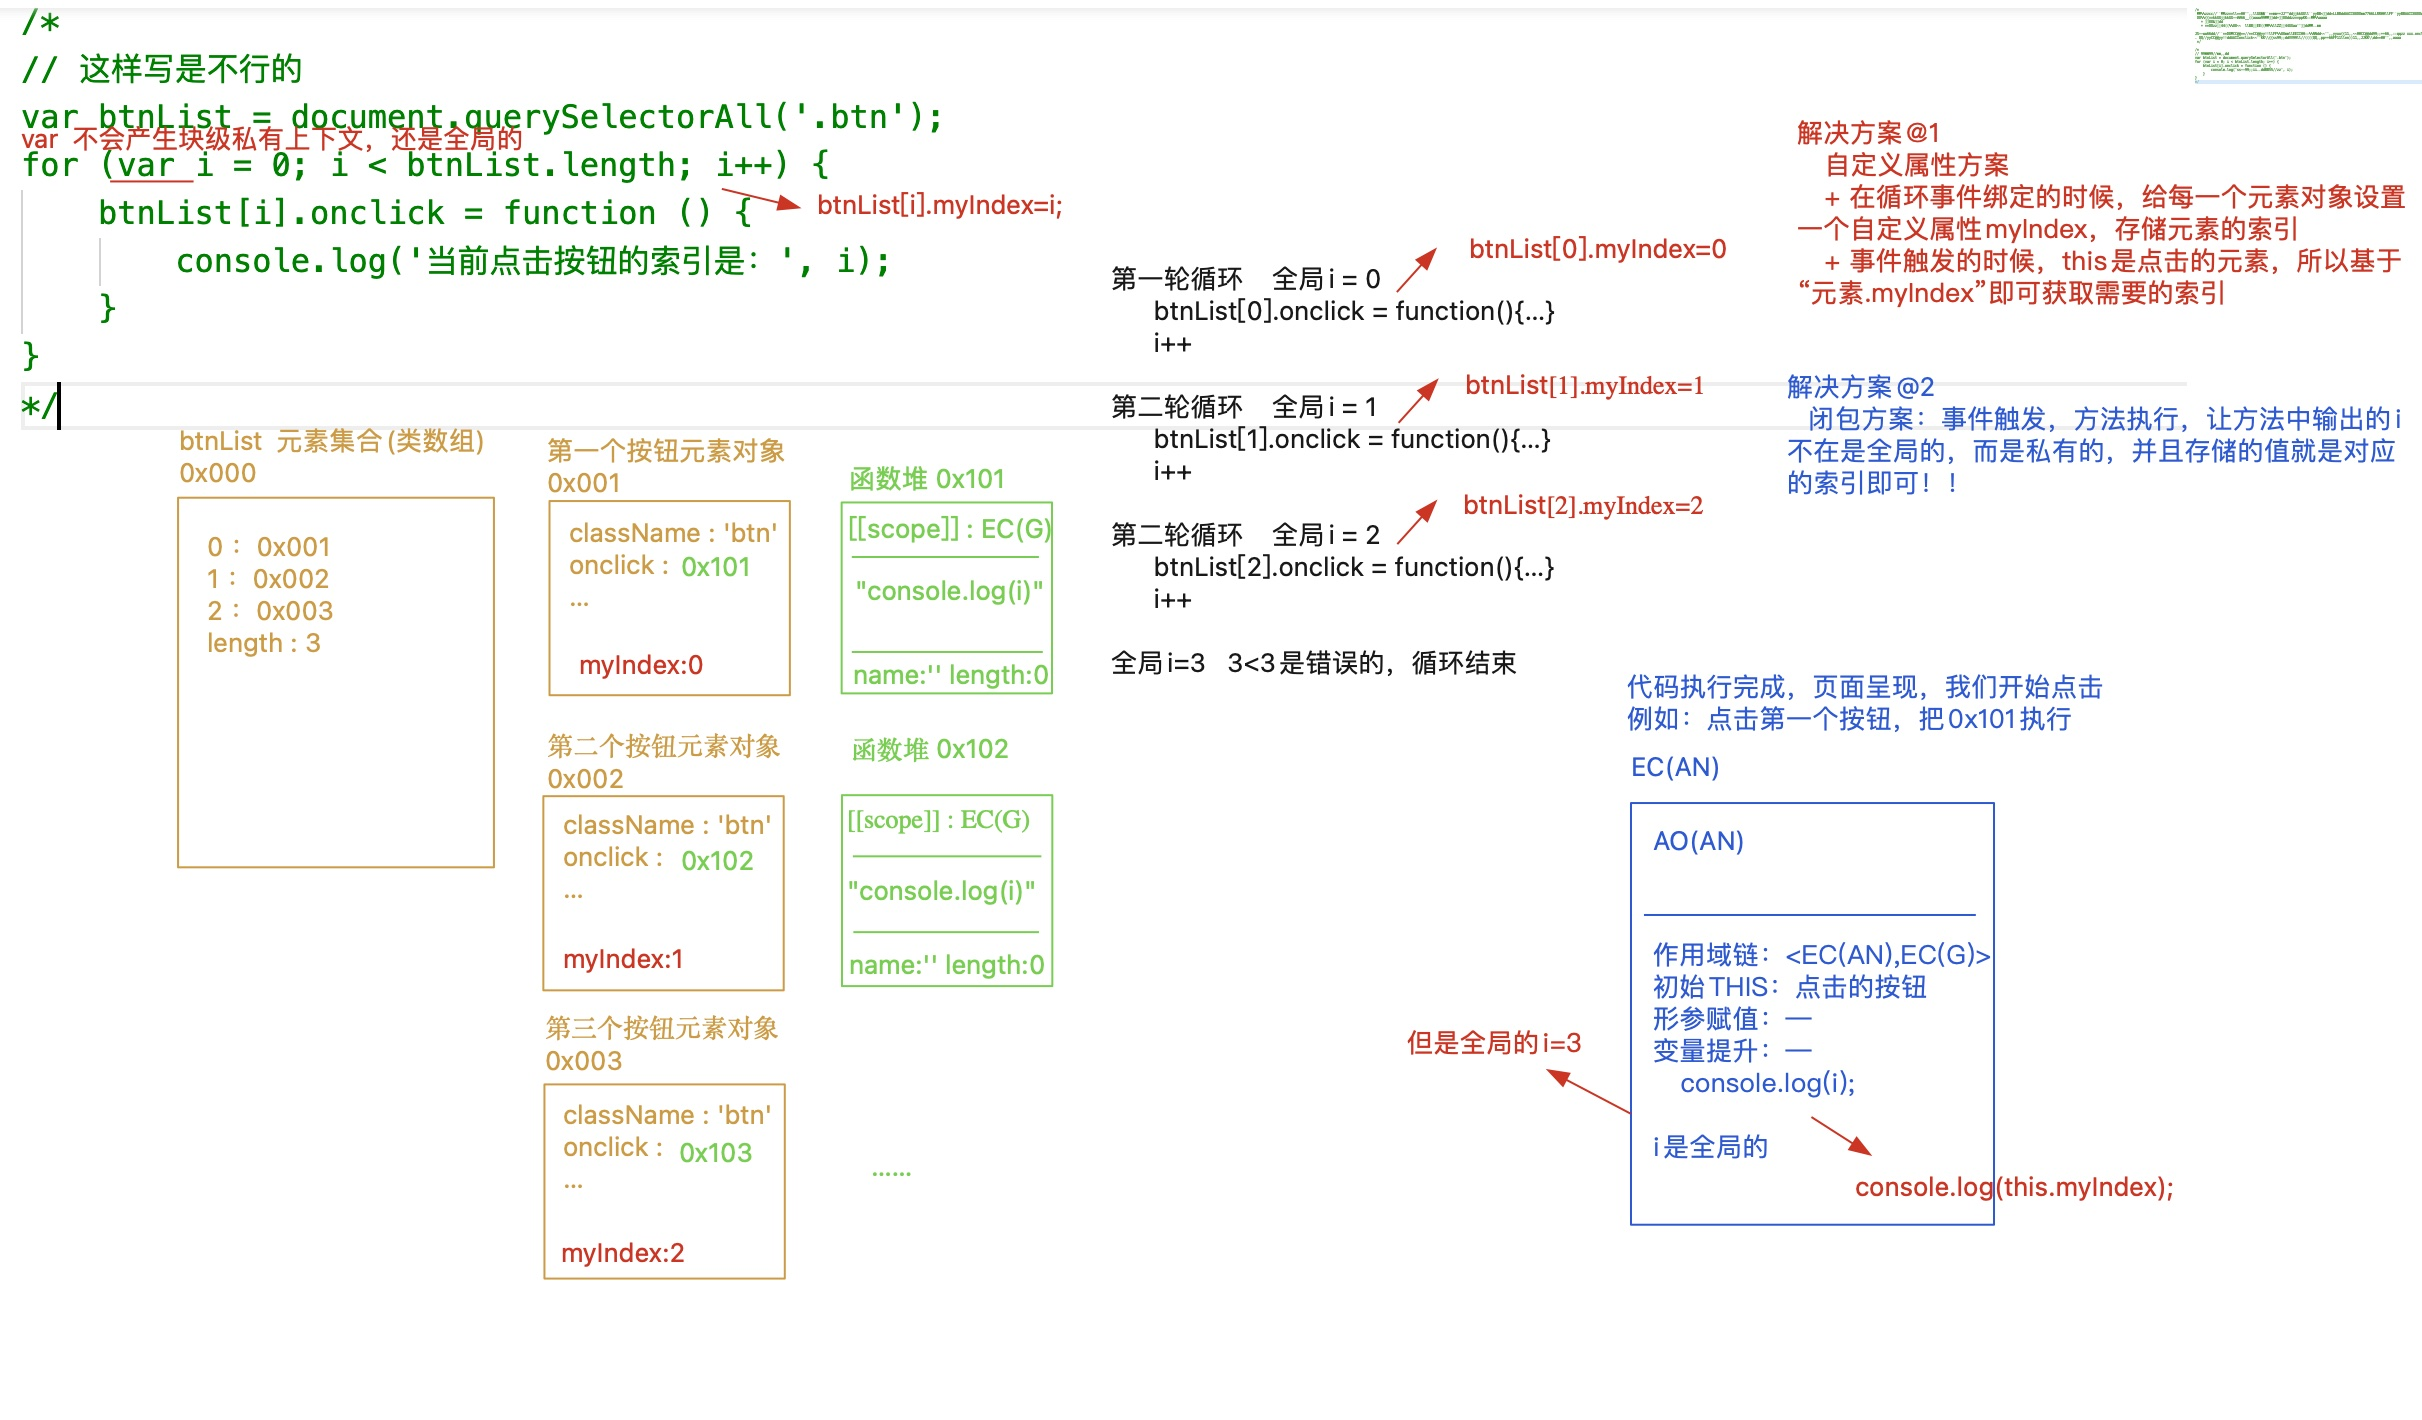 /*
// 这样写是不行的
var btnList = document.querySelectorAll('.btn');
var 不会产生块级私有上下文，还是全局的
for (var i = 0; i < btnList.length; i++) {
btnList[i].myIndex=i;
btnList[i].onclick = function () {
console.log('当前点击按钮的索引是：', i);
}
}
*/
btnList 元素集合(类数组)
0x000
0： 0x001
1： 0x002
2： 0x003
length : 3
第一个按钮元素对象
0x001
className : 'btn'
onclick : 0x101
...
myIndex:0
函数堆 0x101
[[scope]] : EC(G)
"console.log(i)"
name:'' length:0
第二个按钮元素对象
0x002
className : 'btn'
onclick : 0x102
...
myIndex:1
函数堆 0x102
[[scope]] : EC(G)
"console.log(i)"
name:'' length:0
第三个按钮元素对象
0x003
className : 'btn'
onclick : 0x103
...
myIndex:2
......
第一轮循环 全局i = 0
btnList[0].myIndex=0
btnList[0].onclick = function(){...}
i++
第二轮循环 全局i = 1
btnList[1].myIndex=1
btnList[1].onclick = function(){...}
i++
第二轮循环 全局i = 2
btnList[2].myIndex=2
btnList[2].onclick = function(){...}
i++
全局i=3 3<3是错误的，循环结束
解决方案@1
自定义属性方案
+ 在循环事件绑定的时候，给每一个元素对象设置
一个自定义属性myIndex，存储元素的索引
+ 事件触发的时候，this是点击的元素，所以基于
“元素.myIndex”即可获取需要的索引
解决方案@2
闭包方案：事件触发，方法执行，让方法中输出的i
不在是全局的，而是私有的，并且存储的值就是对应
的索引即可！！
代码执行完成，页面呈现，我们开始点击
例如：点击第一个按钮，把0x101执行
EC(AN)
AO(AN)
作用域链：<EC(AN),EC(G)>
初始THIS：点击的按钮
形参赋值：—
变量提升：—
console.log(i);
i是全局的
但是全局的i=3
console.log(this.myIndex);